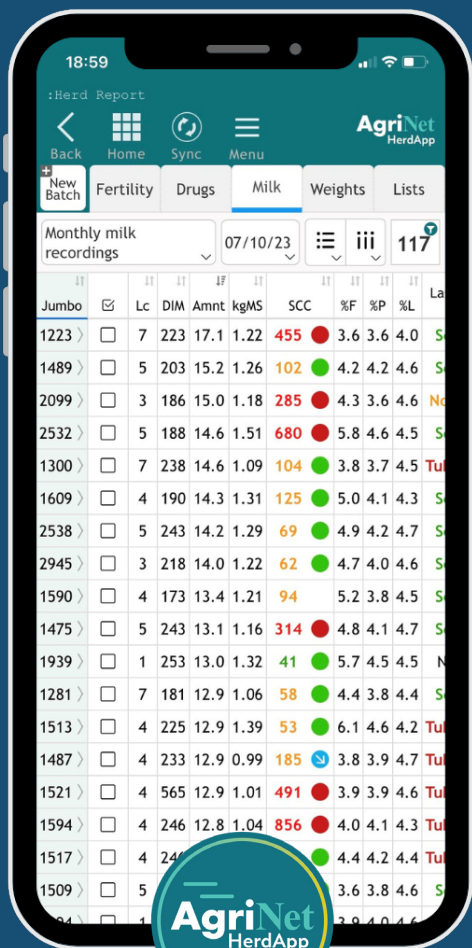 18:59
:Herd Report
Back Home Sync Menu AgriNet HerdApp
New Batch Fertility Drugs Milk Weights Lists
Monthly milk recordings 07/10/23 117
Jumbo Lc DIM Amnt kgMS SCC %F %P %L La
1223 7 223 17.1 1.22 455 3.6 3.6 4.0 S
1489 5 203 15.2 1.26 102 4.2 4.2 4.6 S
2099 3 186 15.0 1.18 285 4.3 3.6 4.6 No
2532 5 188 14.6 1.51 680 5.8 4.6 4.5 S
1300 7 238 14.6 1.09 104 3.8 3.7 4.5 Tul
1609 4 190 14.3 1.31 125 5.0 4.1 4.3 S
2538 5 243 14.2 1.29 69 4.9 4.2 4.7 S
2945 3 218 14.0 1.22 62 4.7 4.0 4.6 S
1590 4 173 13.4 1.21 94 5.2 3.8 4.5 S
1475 5 243 13.1 1.16 314 4.8 4.1 4.7 S
1939 1 253 13.0 1.32 41 5.7 4.5 4.5 N
1281 7 181 12.9 1.06 58 4.4 3.8 4.4 S
1513 4 225 12.9 1.39 53 6.1 4.6 4.2 Tul
1487 4 233 12.9 0.99 185 3.8 3.9 4.7 Tul
1521 4 565 12.9 1.01 491 3.9 3.9 4.6 Tul
1594 4 246 12.8 1.04 856 4.0 4.1 4.3 Tul
1517 4 4.4 4.2 4.4 Tul
1509 5 3.6 3.8 4.6 S
AgriNet
HerdApp